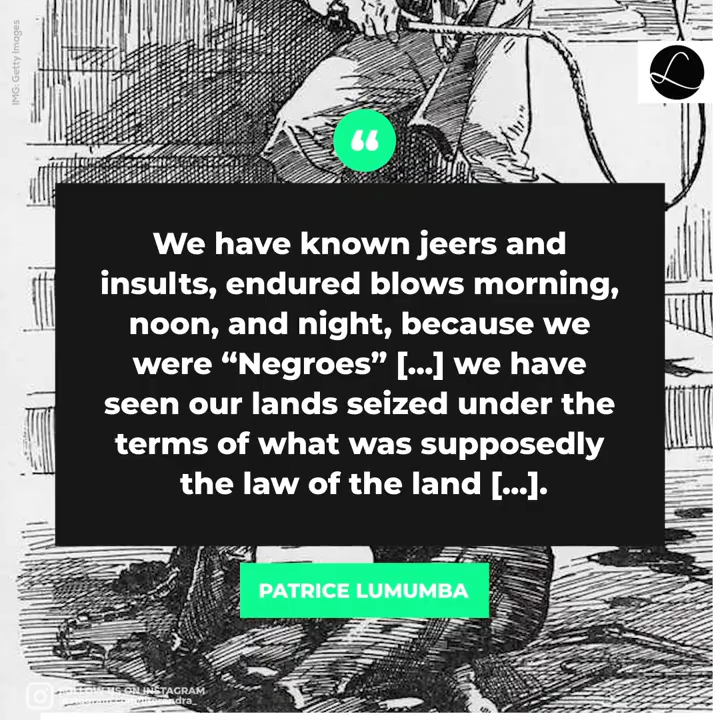 IMG: Getty Images
L
“
We have known jeers and
insults, endured blows morning,
noon, and night, because we
were “Negroes” [...] we have
seen our lands seized under the
terms of what was supposedly
the law of the land [...].
PATRICE LUMUMBA
FOLLOW US ON INSTAGRAM